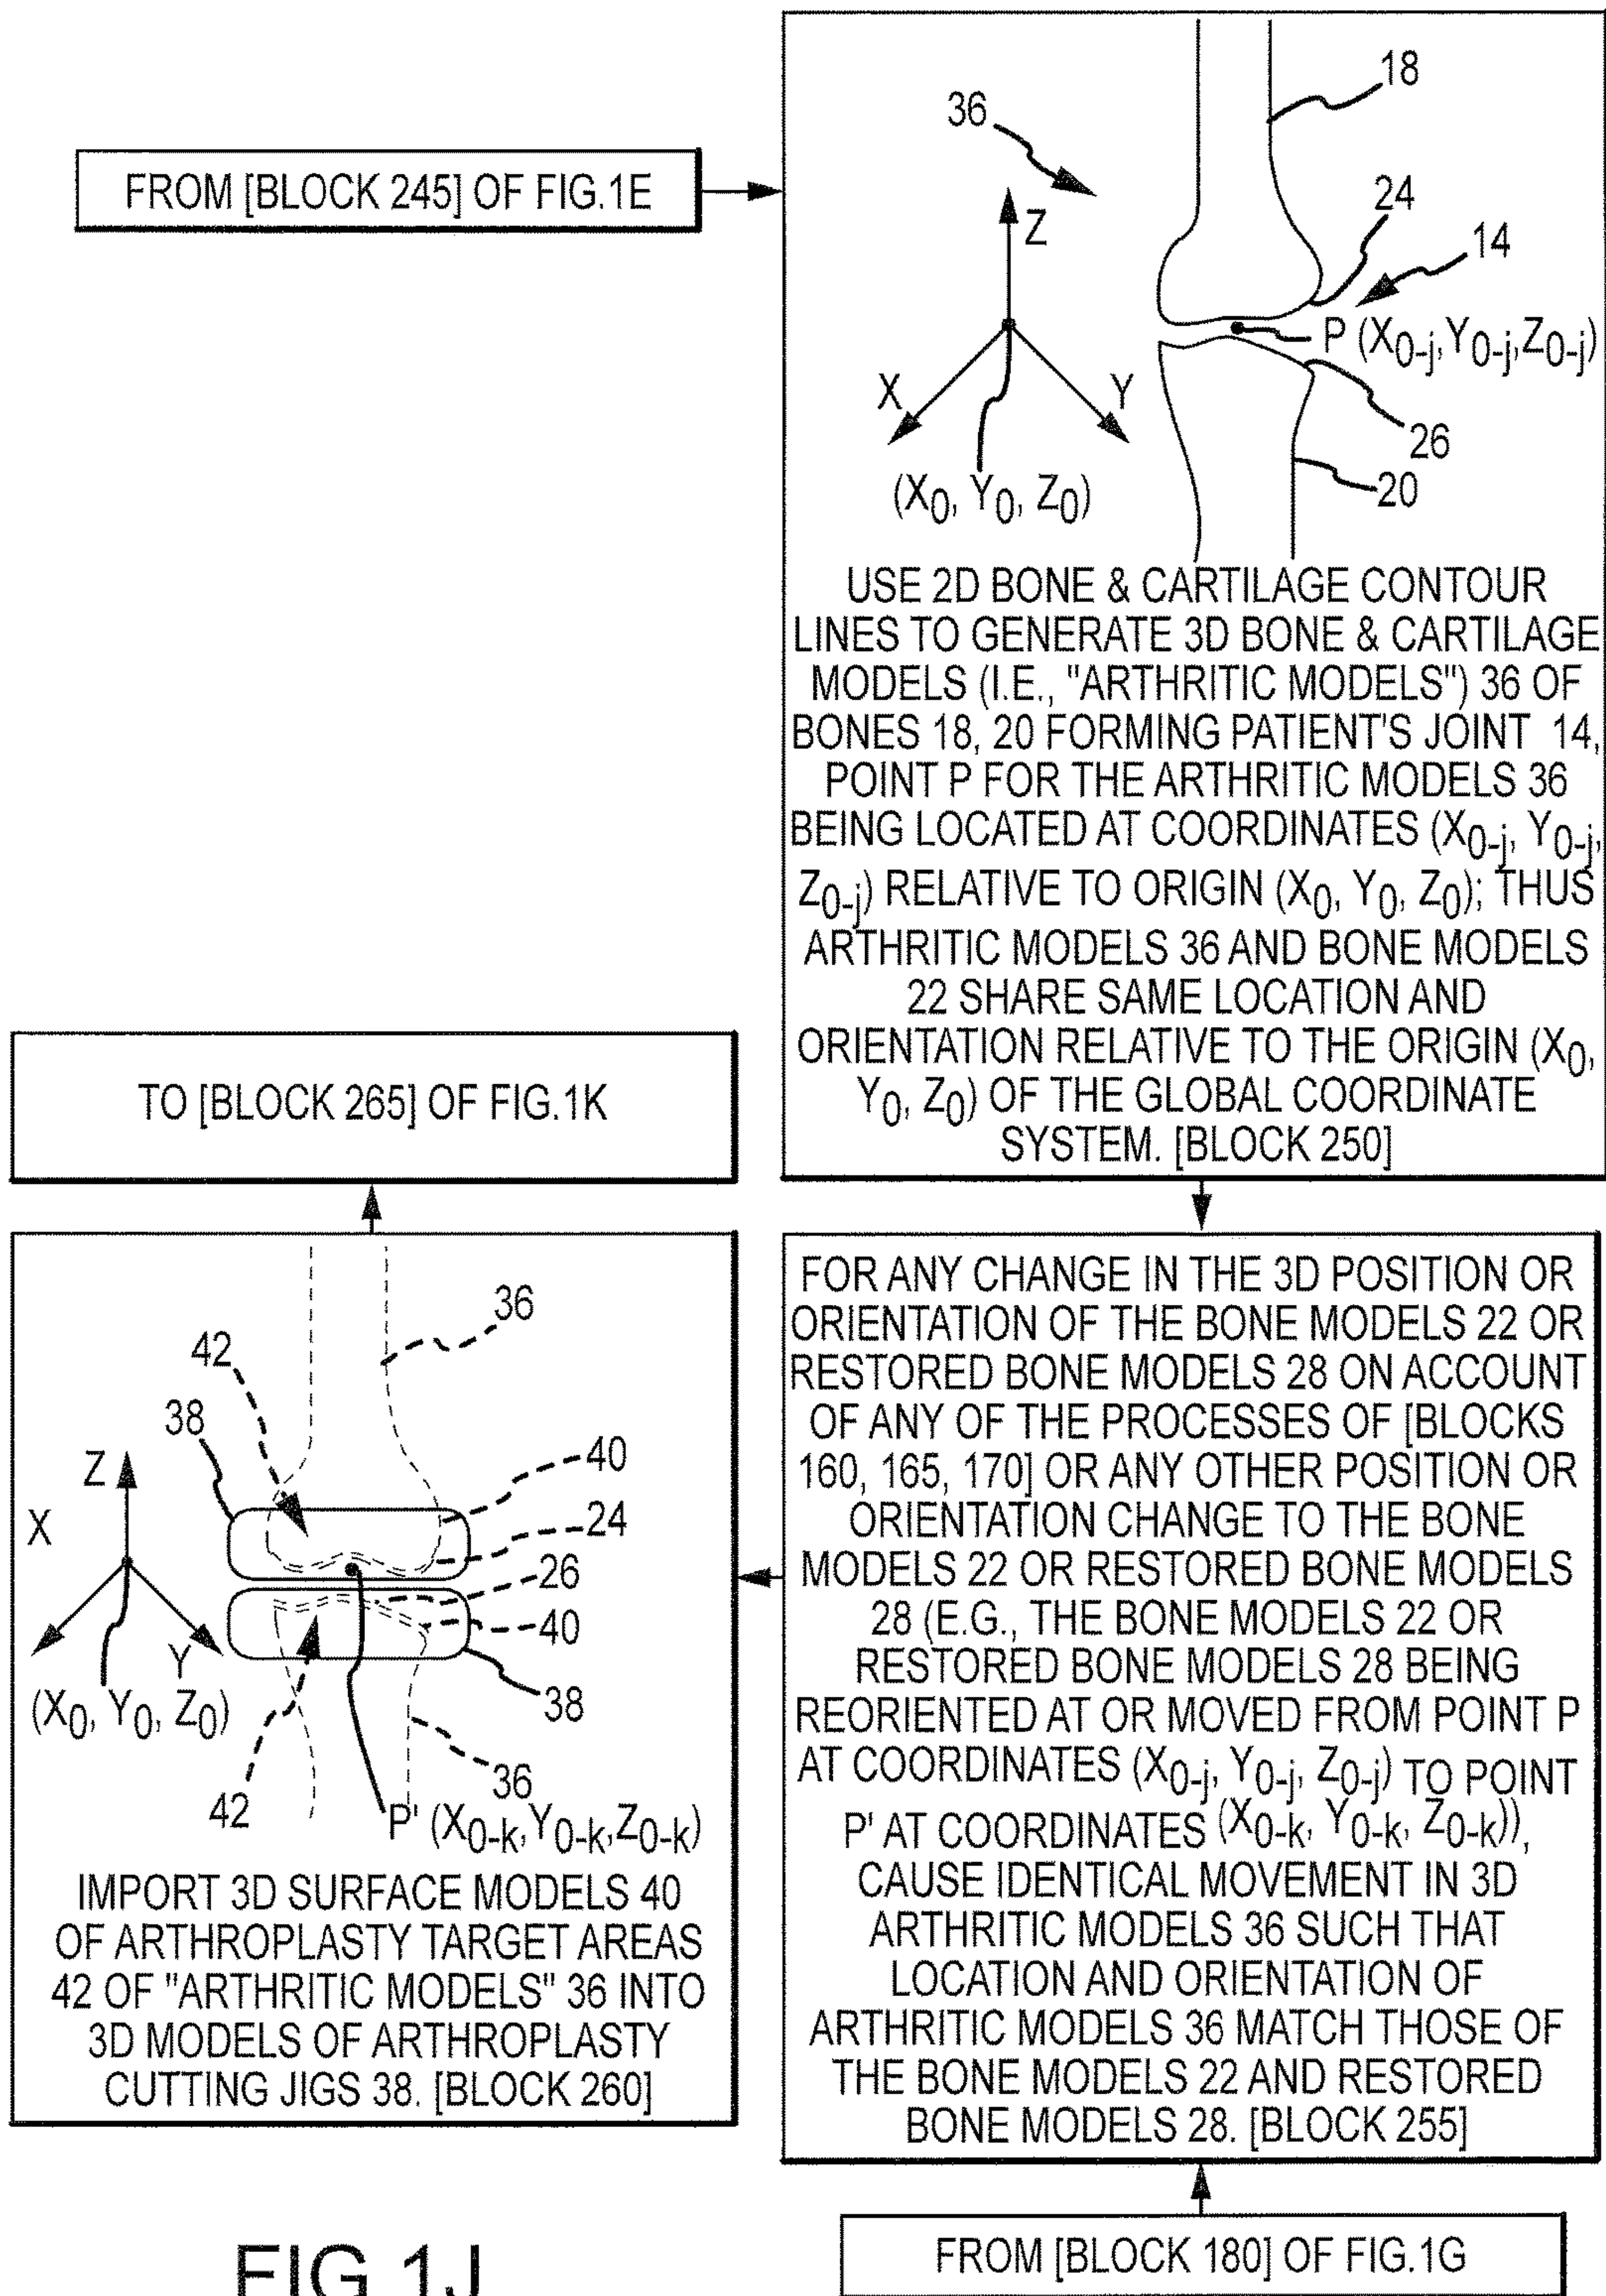 FROM [BLOCK 245] OF FIG.1E
36
18
24
14
Z
X
Y
P (X0-j,Y0-j,Z0-j)
26
20
(X0, Y0, Z0)
USE 2D BONE & CARTILAGE CONTOUR
LINES TO GENERATE 3D BONE & CARTILAGE
MODELS (I.E., "ARTHRITIC MODELS") 36 OF
BONES 18, 20 FORMING PATIENT'S JOINT 14,
POINT P FOR THE ARTHRITIC MODELS 36
BEING LOCATED AT COORDINATES (X0-j, Y0-j,
Z0-j) RELATIVE TO ORIGIN (X0, Y0, Z0); THUS
ARTHRITIC MODELS 36 AND BONE MODELS
22 SHARE SAME LOCATION AND
ORIENTATION RELATIVE TO THE ORIGIN (X0,
Y0, Z0) OF THE GLOBAL COORDINATE
SYSTEM. [BLOCK 250]
FOR ANY CHANGE IN THE 3D POSITION OR
ORIENTATION OF THE BONE MODELS 22 OR
RESTORED BONE MODELS 28 ON ACCOUNT
OF ANY OF THE PROCESSES OF [BLOCKS
160, 165, 170] OR ANY OTHER POSITION OR
ORIENTATION CHANGE TO THE BONE
MODELS 22 OR RESTORED BONE MODELS
28 (E.G., THE BONE MODELS 22 OR
RESTORED BONE MODELS 28 BEING
REORIENTED AT OR MOVED FROM POINT P
AT COORDINATES (X0-j, Y0-j, Z0-j) TO POINT
P' AT COORDINATES (X0-k, Y0-k, Z0-k)),
CAUSE IDENTICAL MOVEMENT IN 3D
ARTHRITIC MODELS 36 SUCH THAT
LOCATION AND ORIENTATION OF
ARTHRITIC MODELS 36 MATCH THOSE OF
THE BONE MODELS 22 AND RESTORED
BONE MODELS 28. [BLOCK 255]
FROM [BLOCK 180] OF FIG.1G
36
42
38
40
Z
X
24
26
40
Y
(X0, Y0, Z0)
38
36
42
P' (X0-k,Y0-k,Z0-k)
IMPORT 3D SURFACE MODELS 40
OF ARTHROPLASTY TARGET AREAS
42 OF "ARTHRITIC MODELS" 36 INTO
3D MODELS OF ARTHROPLASTY
CUTTING JIGS 38. [BLOCK 260]
TO [BLOCK 265] OF FIG.1K
FIG.1J